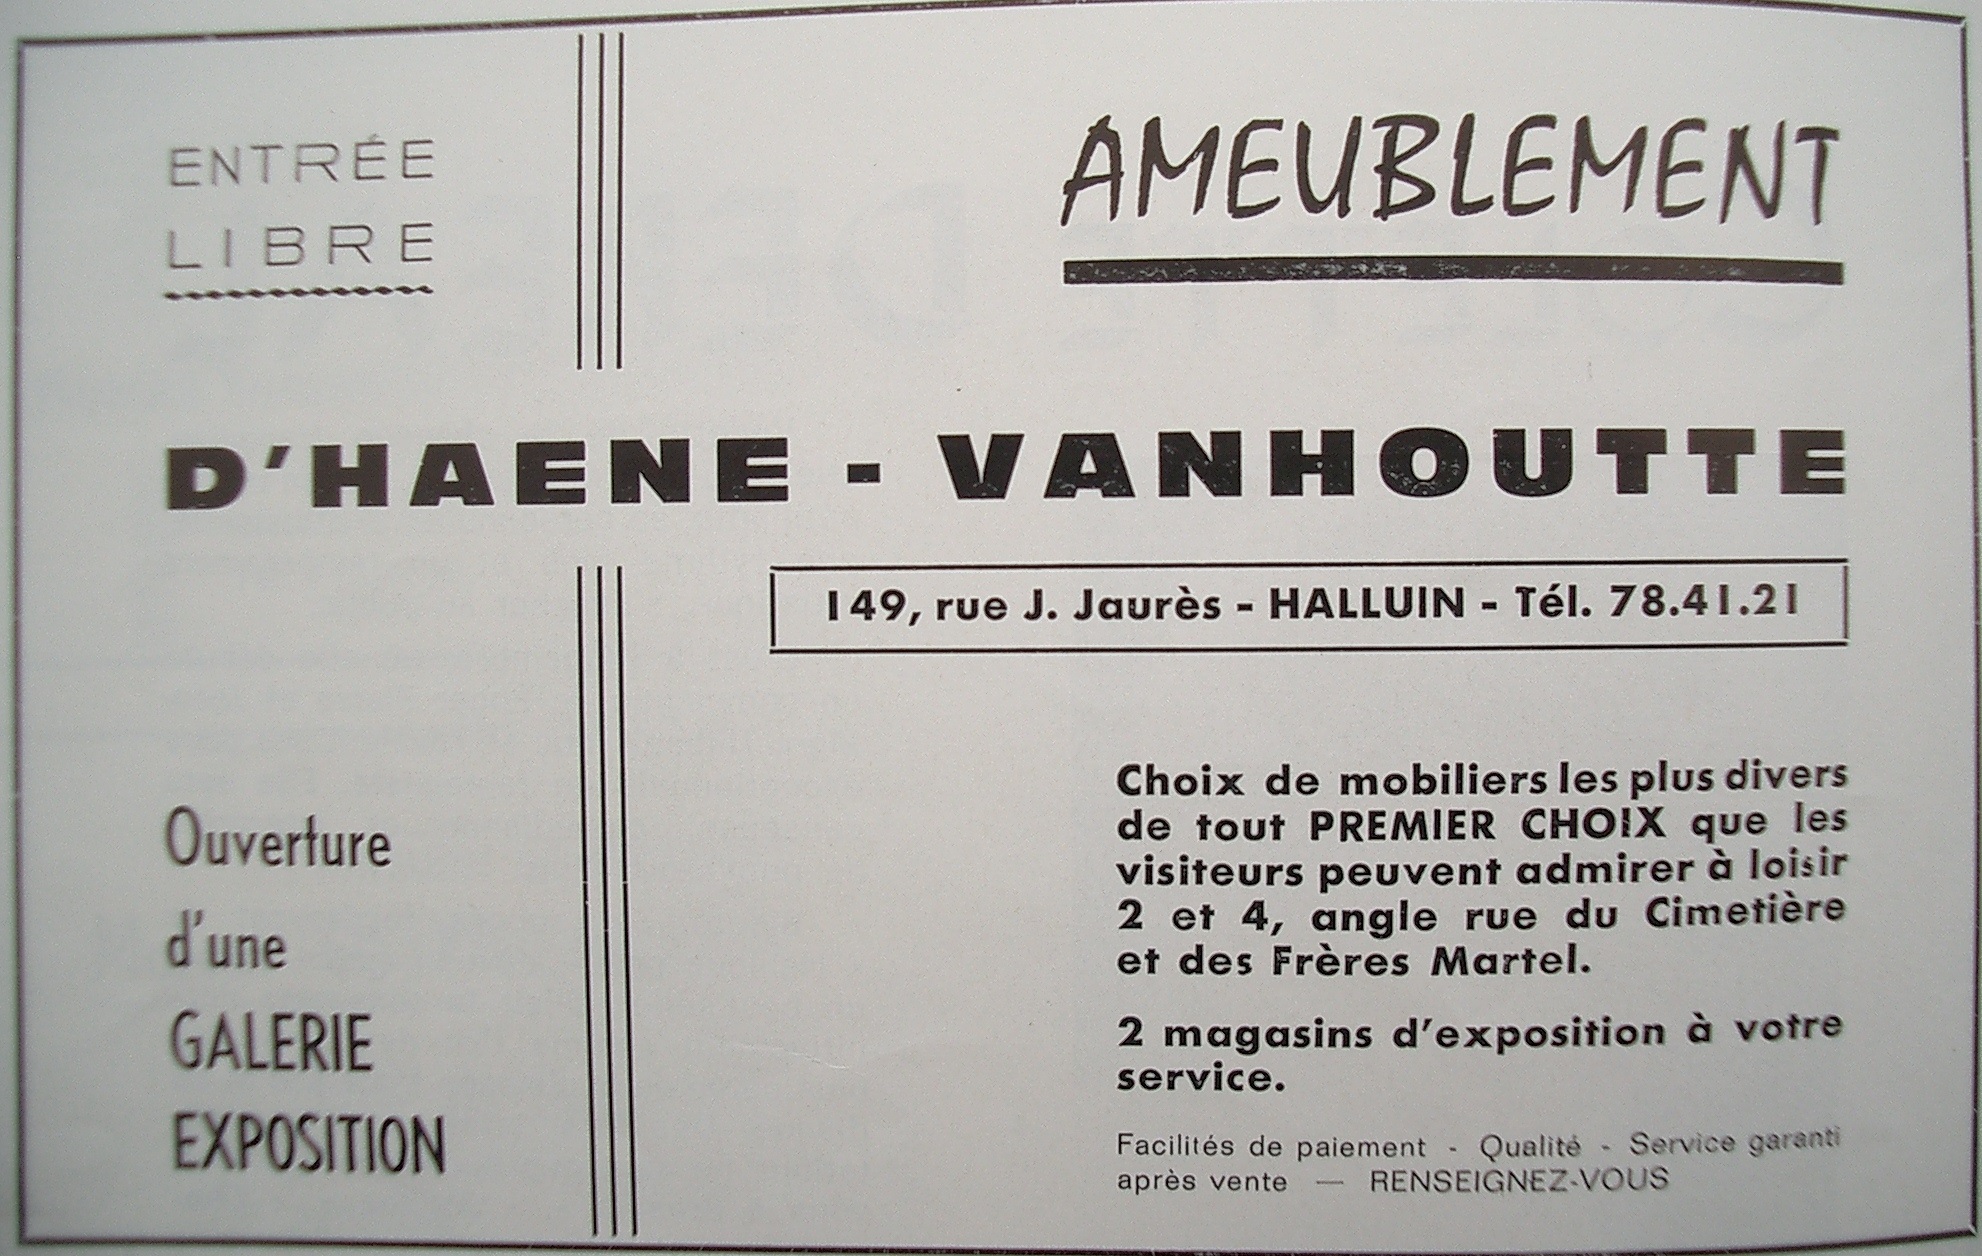 ENTRÉE
LIBRE
AMEUBLEMENT
D'HAENE - VANHOUTTE
149, rue J. Jaurès - HALLUIN - Tél. 78.41.21
Ouverture
d'une
GALERIE
EXPOSITION
Choix de mobiliers les plus divers
de tout PREMIER CHOIX que les
visiteurs peuvent admirer à loisir
2 et 4, angle rue du Cimetière
et des Frères Martel.
2 magasins d'exposition à votre
service.
Facilités de paiement - Qualité - Service garanti
après vente — RENSEIGNEZ-VOUS